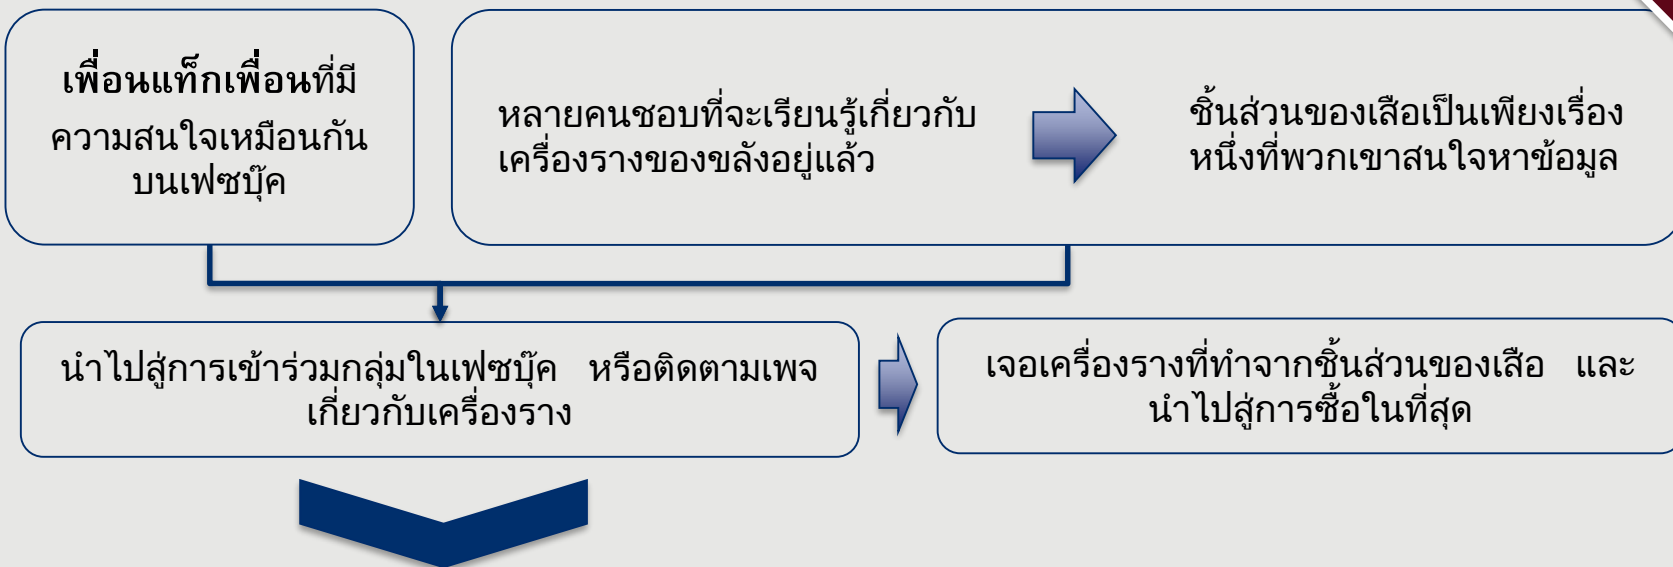 เพื่อนแท็กเพื่อนที่มี
ความสนใจเหมือนกัน
บนเฟซบุ๊ค
หลายคนชอบที่จะเรียนรู้เกี่ยวกับ
เครื่องรางของขลังอยู่แล้ว
ชิ้นส่วนของเสือเป็นเพียงเรื่อง
หนึ่งที่พวกเขาสนใจหาข้อมูล
นำไปสู่การเข้าร่วมกลุ่มในเฟซบุ๊ค หรือติดตามเพจ
เกี่ยวกับเครื่องราง
เจอเครื่องรางที่ทำจากชิ้นส่วนของเสือ และ
นำไปสู่การซื้อในที่สุด